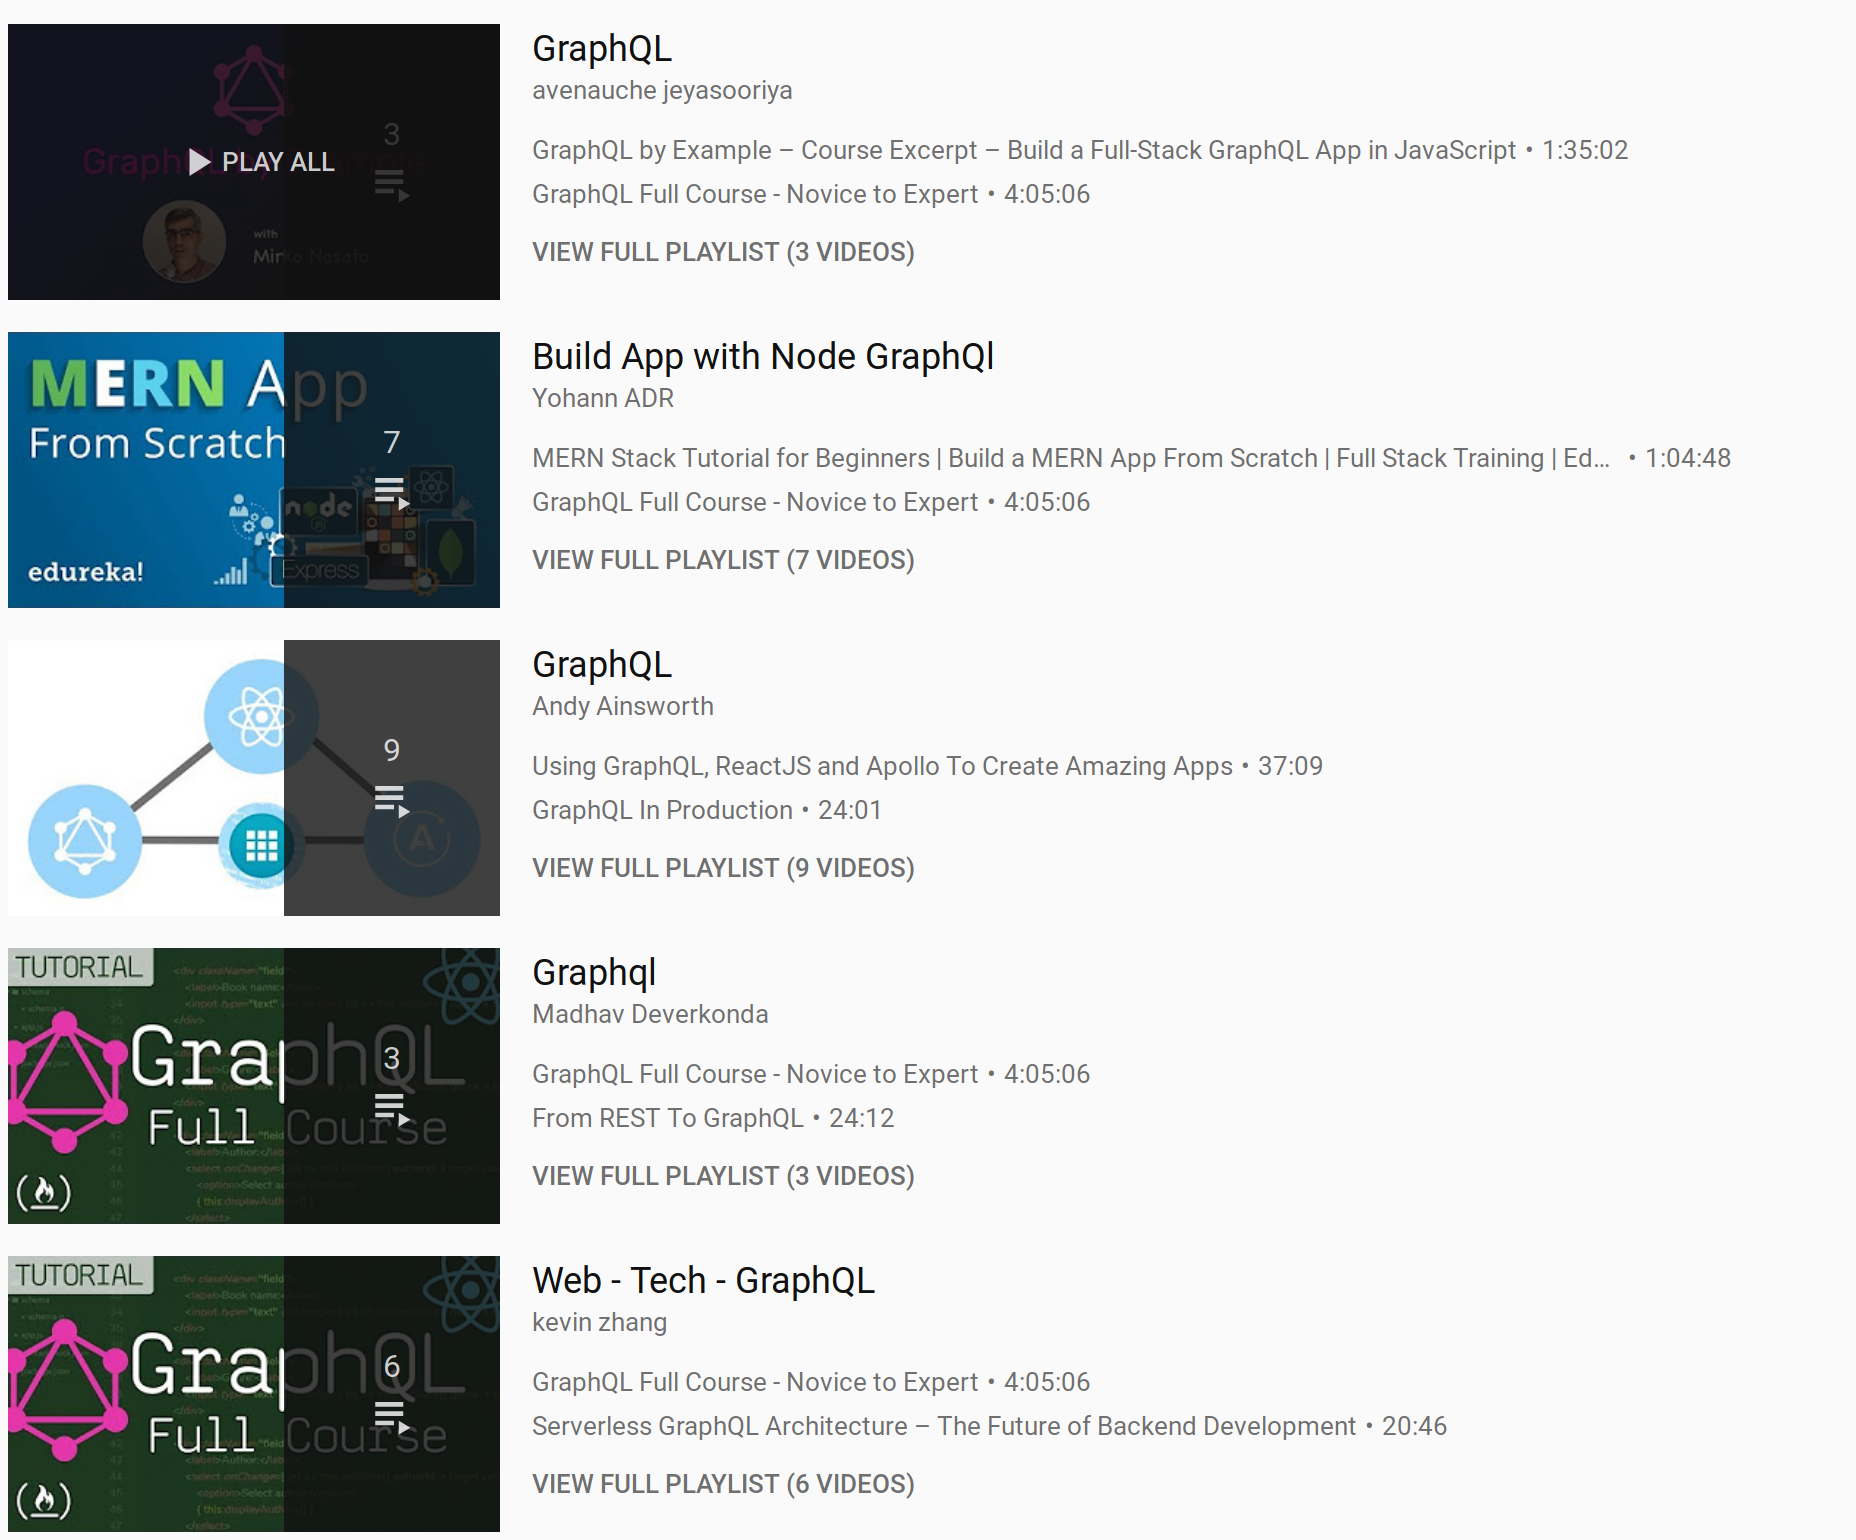 GraphQL by Example
PLAY ALL
3
with
Mirko Nasato
GraphQL
avenauche jeyasooriya
GraphQL by Example – Course Excerpt – Build a Full-Stack GraphQL App in JavaScript • 1:35:02
GraphQL Full Course - Novice to Expert • 4:05:06
VIEW FULL PLAYLIST (3 VIDEOS)
MERN App
From Scratch
7
node
Express
edureka!
Build App with Node GraphQl
Yohann ADR
MERN Stack Tutorial for Beginners | Build a MERN App From Scratch | Full Stack Training | Ed... • 1:04:48
GraphQL Full Course - Novice to Expert • 4:05:06
VIEW FULL PLAYLIST (7 VIDEOS)
9
A
GraphQL
Andy Ainsworth
Using GraphQL, ReactJS and Apollo To Create Amazing Apps • 37:09
GraphQL In Production • 24:01
VIEW FULL PLAYLIST (9 VIDEOS)
TUTORIAL
GraphQL
Full Course
3
Graphql
Madhav Deverkonda
GraphQL Full Course - Novice to Expert • 4:05:06
From REST To GraphQL • 24:12
VIEW FULL PLAYLIST (3 VIDEOS)
TUTORIAL
GraphQL
Full Course
6
Web - Tech - GraphQL
kevin zhang
GraphQL Full Course - Novice to Expert • 4:05:06
Serverless GraphQL Architecture – The Future of Backend Development • 20:46
VIEW FULL PLAYLIST (6 VIDEOS)